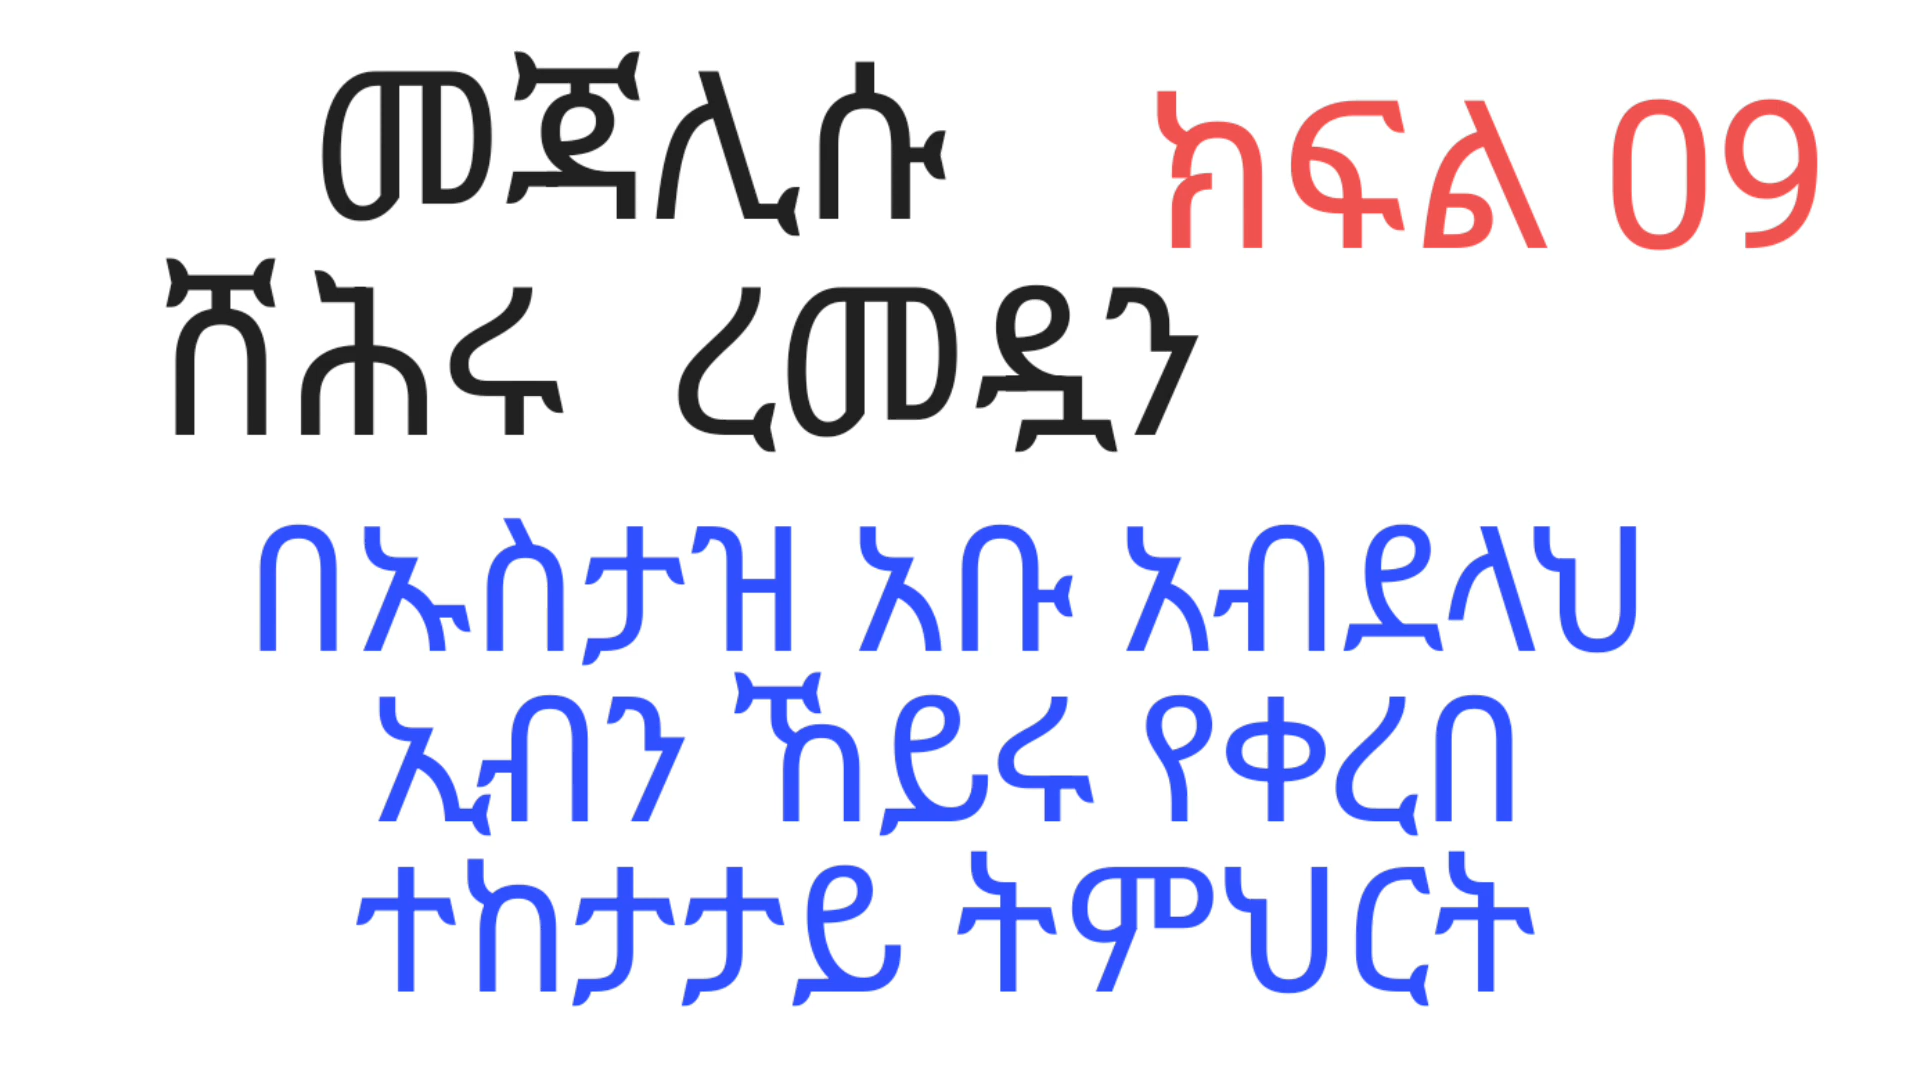 መጃሊሱ ክፍል 09
ሸሕሩ ረመዷን
በኡስታዝ አቡ አብደላህ
ኢብን ኸይሩ የቀረበ
ተከታታይ ትምህርት